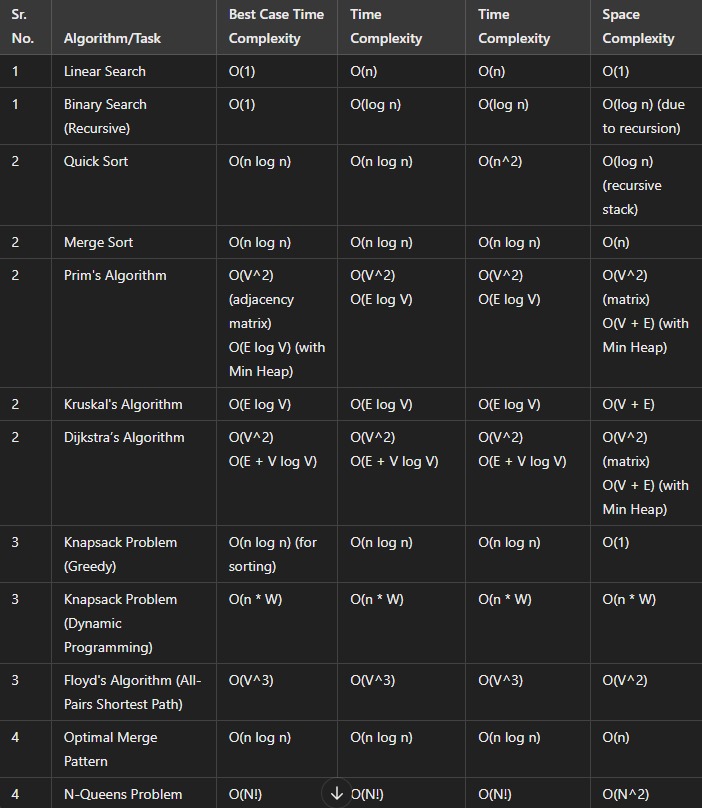 Sr. No. Algorithm/Task Best Case Time Complexity Time Complexity Time Complexity Space Complexity
1 Linear Search O(1) O(n) O(n) O(1)
1 Binary Search (Recursive) O(1) O(log n) O(log n) O(log n) (due to recursion)
2 Quick Sort O(n log n) O(n log n) O(n^2) O(log n) (recursive stack)
2 Merge Sort O(n log n) O(n log n) O(n log n) O(n)
2 Prim's Algorithm O(V^2) (adjacency matrix) O(E log V) (with Min Heap) O(V^2) O(E log V) O(V^2) O(E log V) O(V^2) (matrix) O(V + E) (with Min Heap)
2 Kruskal's Algorithm O(E log V) O(E log V) O(E log V) O(V + E)
2 Dijkstra's Algorithm O(V^2) O(E + V log V) O(V^2) O(E + V log V) O(V^2) O(E + V log V) O(V^2) (matrix) O(V + E) (with Min Heap)
3 Knapsack Problem (Greedy) O(n log n) (for sorting) O(n log n) O(n log n) O(1)
3 Knapsack Problem (Dynamic Programming) O(n * W) O(n * W) O(n * W) O(n * W)
3 Floyd's Algorithm (All-Pairs Shortest Path) O(V^3) O(V^3) O(V^3) O(V^2)
4 Optimal Merge Pattern O(n log n) O(n log n) O(n log n) O(n)
4 N-Queens Problem O(N!) O(N!) O(N!) O(N^2)